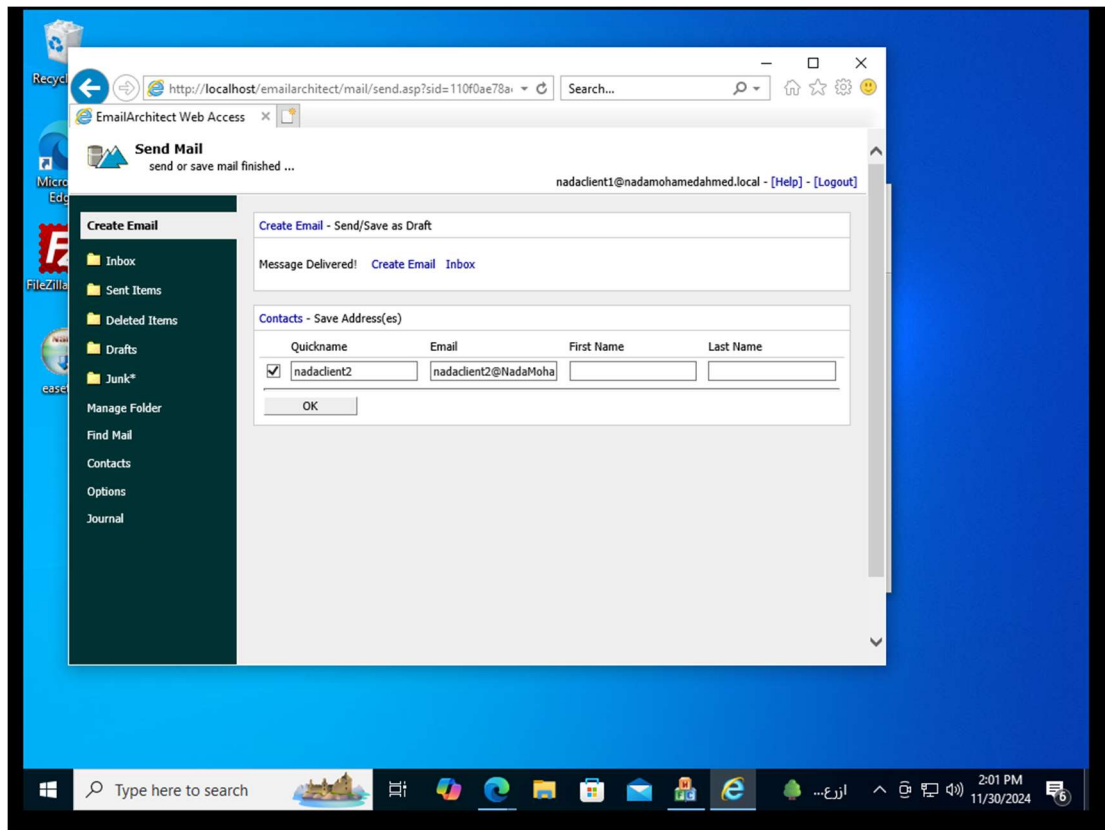 Recycl
http://localhost/emailarchitect/mail/send.asp?sid=110f0ae78a
Search...
EmailArchitect Web Access
Send Mail
send or save mail finished ...
nadaclient1@nadamohamedahmed.local - [Help] - [Logout]
Micro
Edg
FileZilla
ease
Create Email
Inbox
Sent Items
Deleted Items
Drafts
Junk*
Manage Folder
Find Mail
Contacts
Options
Journal
Create Email - Send/Save as Draft
Message Delivered! Create Email Inbox
Contacts - Save Address(es)
Quickname Email First Name Last Name
nadaclient2 nadaclient2@NadaMoha
OK
Type here to search
ازرع...
2:01 PM
11/30/2024
6